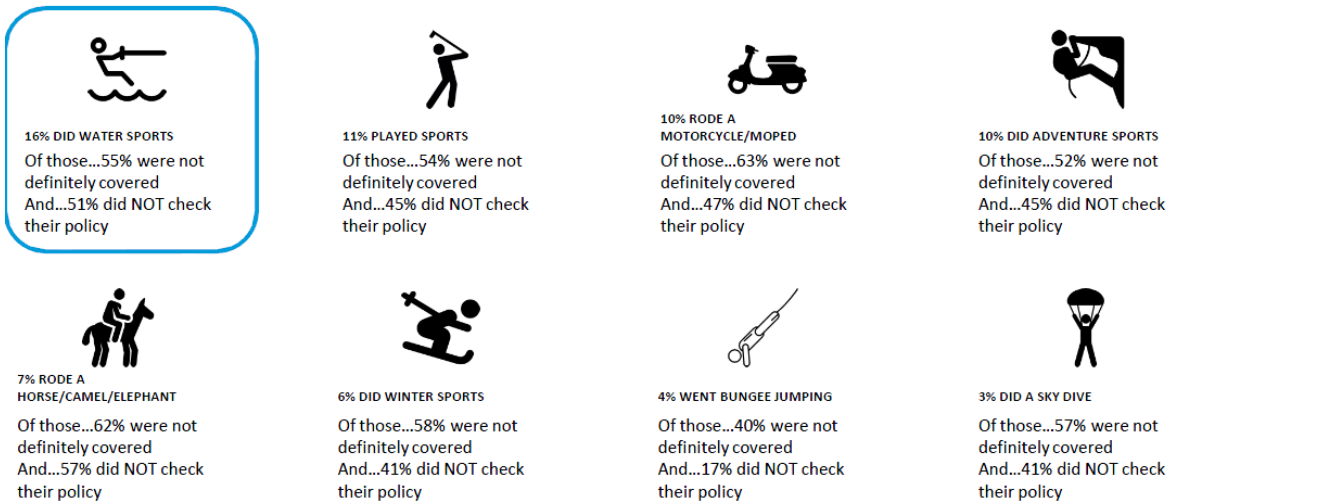 16% DID WATER SPORTS
Of those...55% were not
definitely covered
And...51% did NOT check
their policy
11% PLAYED SPORTS
Of those...54% were not
definitely covered
And...45% did NOT check
their policy
10% RODE A
MOTORCYCLE/MOPED
Of those...63% were not
definitely covered
And...47% did NOT check
their policy
10% DID ADVENTURE SPORTS
Of those...52% were not
definitely covered
And...45% did NOT check
their policy
7% RODE A
HORSE/CAMEL/ELEPHANT
Of those...62% were not
definitely covered
And...57% did NOT check
their policy
6% DID WINTER SPORTS
Of those...58% were not
definitely covered
And...41% did NOT check
their policy
4% WENT BUNGEE JUMPING
Of those...40% were not
definitely covered
And...17% did NOT check
their policy
3% DID A SKY DIVE
Of those...57% were not
definitely covered
And...41% did NOT check
their policy